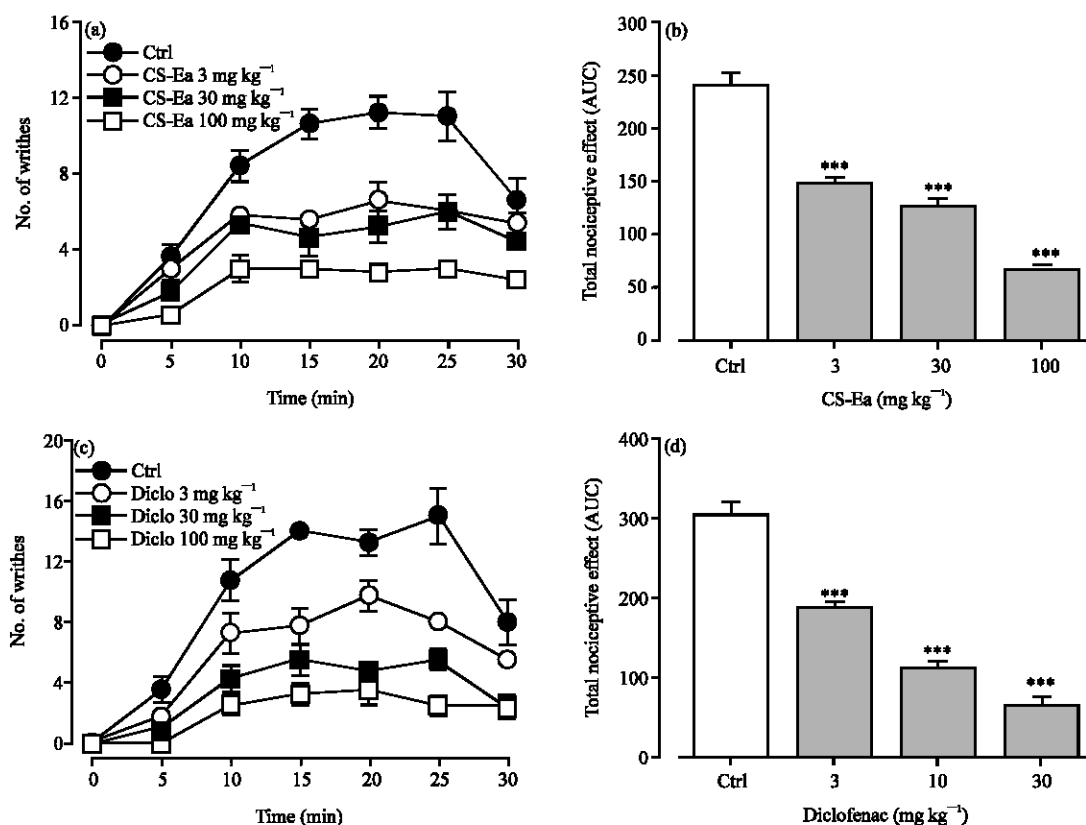 (a)
16
12
8
4
0
No. of writhes
Ctrl
CS-Ea 3 mg kg⁻¹
CS-Ea 30 mg kg⁻¹
CS-Ea 100 mg kg⁻¹
0 5 10 15 20 25 30
Time (min)
(b)
300
250
200
150
100
50
0
Total nociceptive effect (AUC)
*** *** ***
Ctrl 3 30 100
CS-Ea (mg kg⁻¹)
(c)
20
16
12
8
4
0
No. of writhes
Ctrl
Diclo 3 mg kg⁻¹
Diclo 30 mg kg⁻¹
Diclo 100 mg kg⁻¹
0 5 10 15 20 25 30
Time (min)
(d)
400
300
200
100
0
Total nociceptive effect (AUC)
*** *** ***
Ctrl 3 10 30
Diclofenac (mg kg⁻¹)